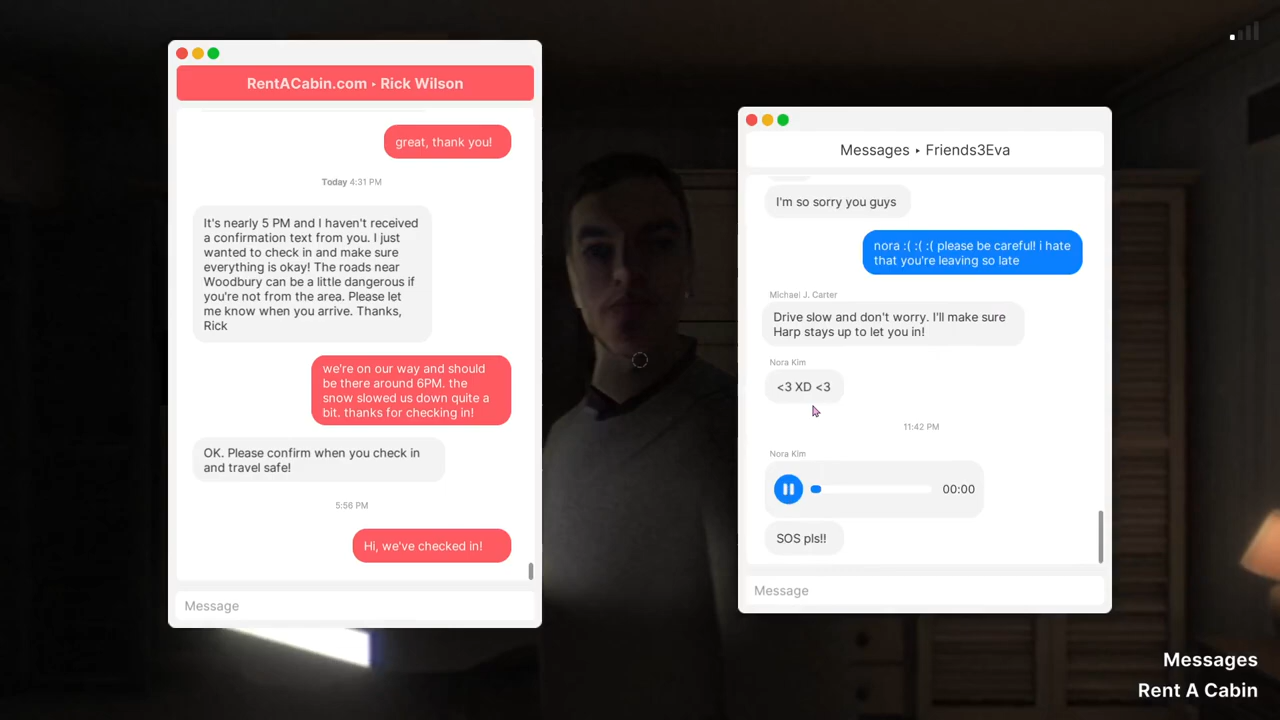 RentACabin.com ▸ Rick Wilson
great, thank you!
Today 4:31 PM
It's nearly 5 PM and I haven't received
a confirmation text from you. I just
wanted to check in and make sure
everything is okay! The roads near
Woodbury can be a little dangerous if
you're not from the area. Please let
me know when you arrive. Thanks,
Rick
we're on our way and should
be there around 6PM. the
snow slowed us down quite a
bit. thanks for checking in!
OK. Please confirm when you check in
and travel safe!
5:56 PM
Hi, we've checked in!
Message
Messages ▸ Friends3Eva
I'm so sorry you guys
nora :( :( :( please be careful! i hate
that you're leaving so late
Michael J. Carter
Drive slow and don't worry. I'll make sure
Harp stays up to let you in!
Nora Kim
<3 XD <3
11:42 PM
Nora Kim
00:00
SOS pls!!
Message
Messages
Rent A Cabin